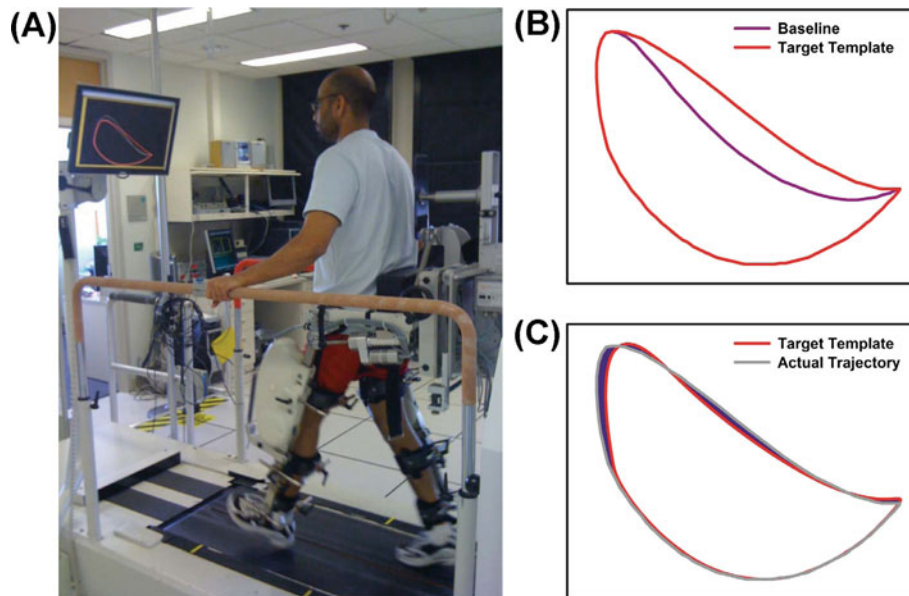 (A)
(B)
Baseline
Target Template
(C)
Target Template
Actual Trajectory